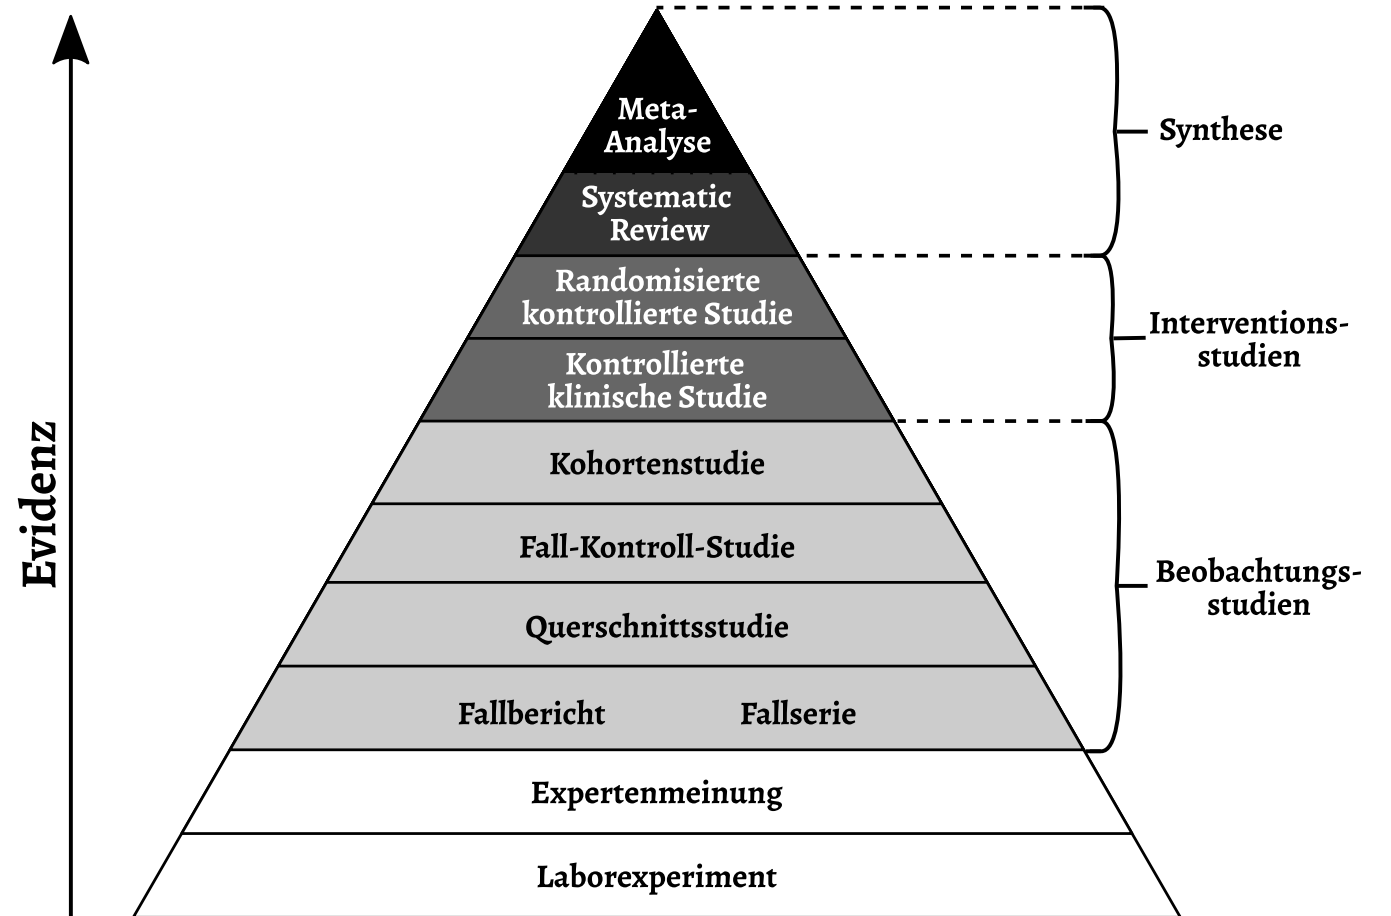 Meta-
Analyse
Synthese
Systematic
Review
Randomisierte
kontrollierte Studie
Interventions-
studien
Kontrollierte
klinische Studie
Evidenz
Kohortenstudie
Fall-Kontroll-Studie
Beobachtungs-
studien
Querschnittsstudie
Fallbericht Fallserie
Expertenmeinung
Laborexperiment